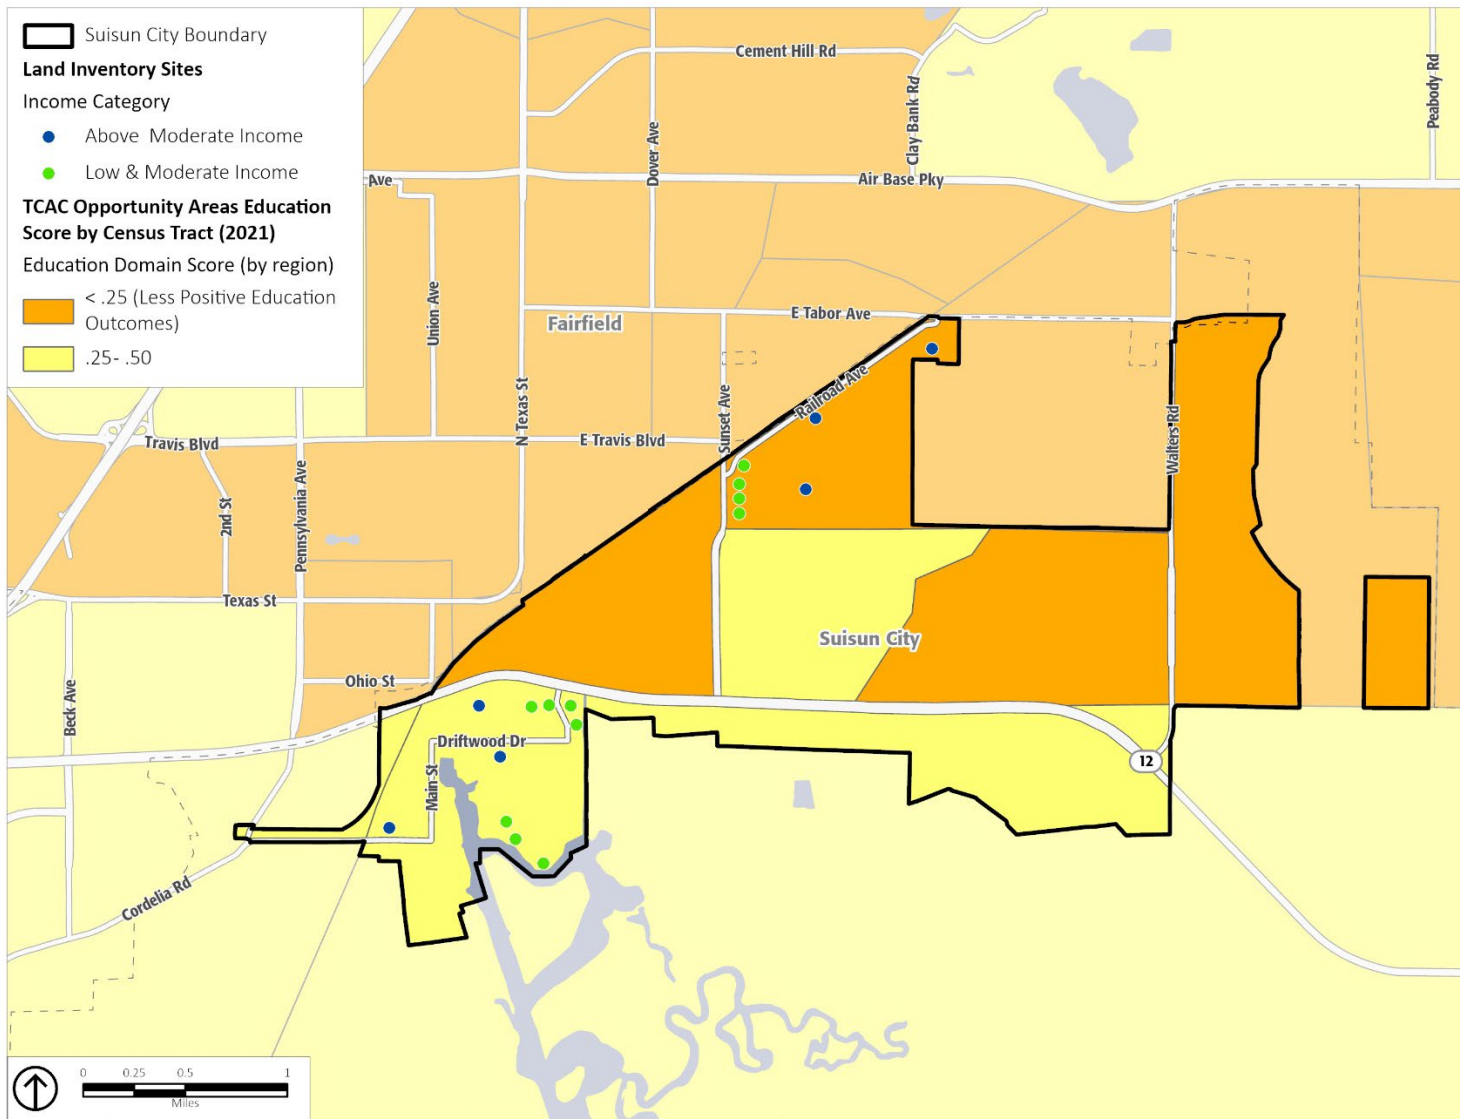 Suisun City Boundary
Land Inventory Sites
Income Category
Above Moderate Income
Low & Moderate Income
TCAC Opportunity Areas Education
Score by Census Tract (2021)
Education Domain Score (by region)
< .25 (Less Positive Education
Outcomes)
.25- .50
Cement Hill Rd
Clay Bank Rd
Peabody Rd
Dover Ave
Ave
Air Base Pky
Union Ave
Fairfield
E Tabor Ave
N Texas St
Sunset Ave
Railroad Ave
Walters Rd
Travis Blvd
E Travis Blvd
2nd St
Pennsylvania Ave
Texas St
Suisun City
Ohio St
Beck Ave
Driftwood Dr
Main St
12
Cordelia Rd
0 0.25 0.5 1
Miles